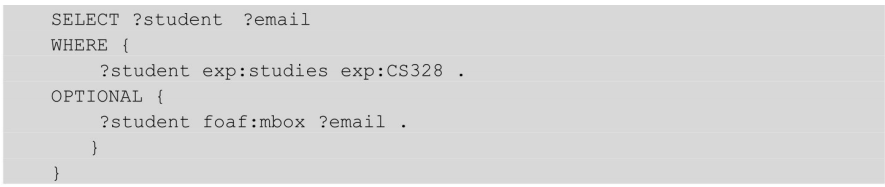 SELECT ?student ?email
WHERE {
?student exp:studies exp:CS328 .
OPTIONAL {
?student foaf:mbox ?email .
}
}